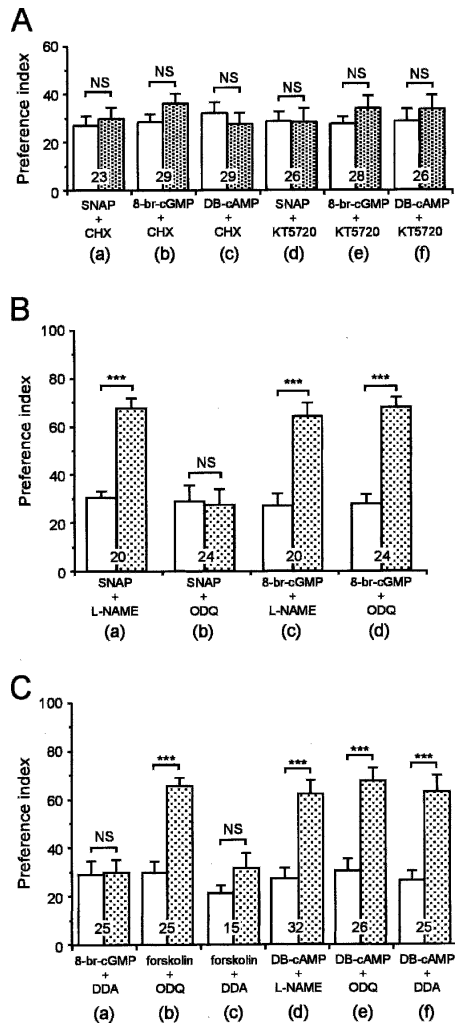 A
Preference index
60
40
20
0
NS NS NS NS NS NS
23 29 29 26 28 26
SNAP 8-br-cGMP DB-cAMP SNAP 8-br-cGMP DB-cAMP
+ + + + + +
CHX CHX CHX KT5720 KT5720 KT5720
(a) (b) (c) (d) (e) (f)
B
Preference index
100
80
60
40
20
0
*** NS *** ***
20 24 20 24
SNAP SNAP 8-br-cGMP 8-br-cGMP
+ + + +
L-NAME ODQ L-NAME ODQ
(a) (b) (c) (d)
C
Preference index
100
80
60
40
20
0
NS *** NS *** *** ***
25 25 15 32 26 25
8-br-cGMP forskolin forskolin DB-cAMP DB-cAMP DB-cAMP
+ + + + + +
DDA ODQ DDA L-NAME ODQ DDA
(a) (b) (c) (d) (e) (f)